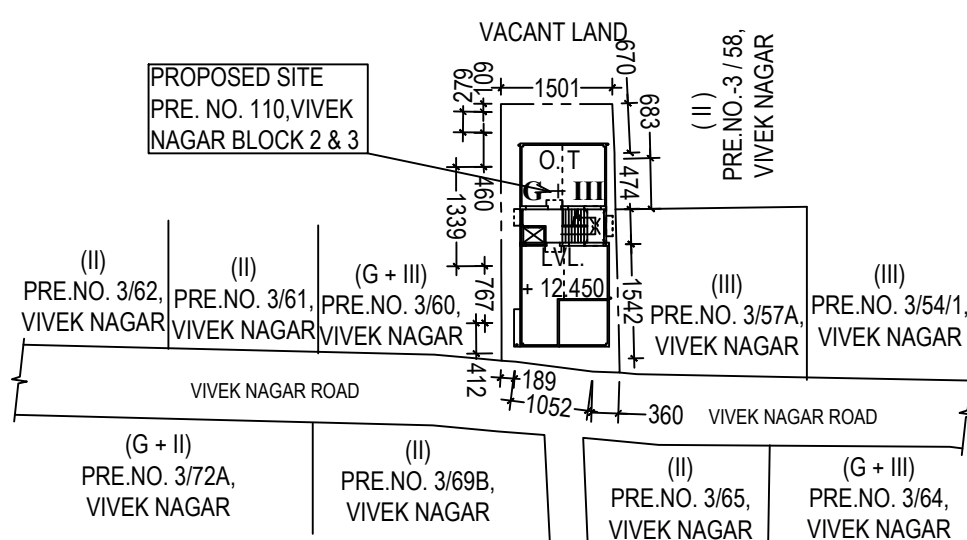 VACANT LAND
PROPOSED SITE
PRE. NO. 110,VIVEK
NAGAR BLOCK 2 & 3
672
601
1501
670
683
( II )
PRE.NO.-3 / 58,
VIVEK NAGAR
O. T
G III
460
474
1339
LVL.
+ 12.450
767
1542
412
189
1052
360
(II)
PRE.NO. 3/62,
VIVEK NAGAR
(II)
PRE.NO. 3/61,
VIVEK NAGAR
(G + III)
PRE.NO. 3/60,
VIVEK NAGAR
(III)
PRE.NO. 3/57A,
VIVEK NAGAR
(III)
PRE.NO. 3/54/1,
VIVEK NAGAR
VIVEK NAGAR ROAD
VIVEK NAGAR ROAD
(G + II)
PRE.NO. 3/72A,
VIVEK NAGAR
(II)
PRE.NO. 3/69B,
VIVEK NAGAR
(II)
PRE.NO. 3/65,
VIVEK NAGAR
(G + III)
PRE.NO. 3/64,
VIVEK NAGAR